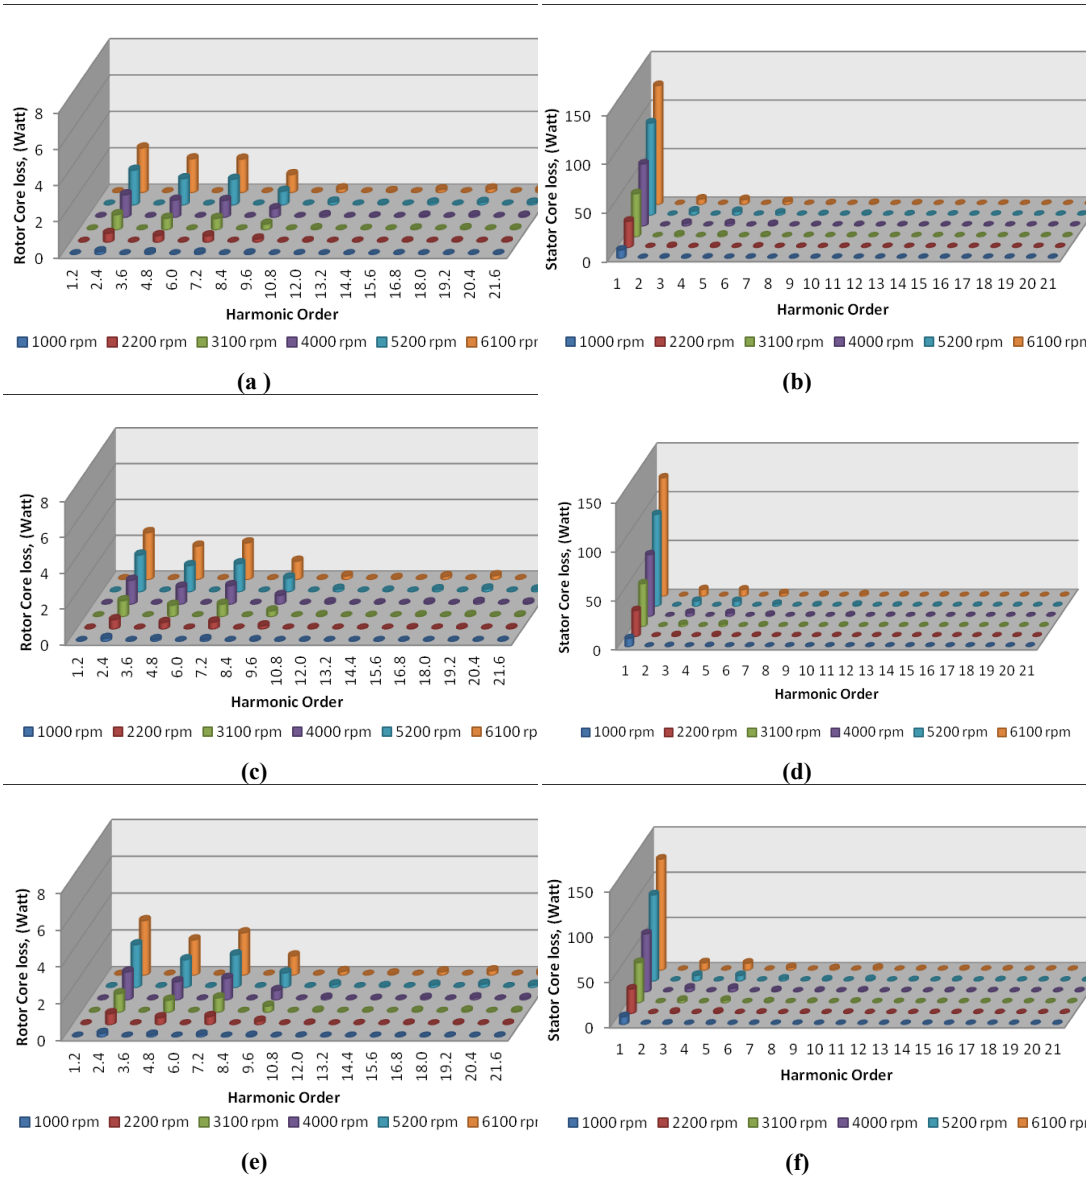 Rotor Core loss, (Watt)
8
6
4
2
0
1.2 2.4 3.6 4.8 6.0 7.2 8.4 9.6 10.8 12.0 13.2 14.4 15.6 16.8 18.0 19.2 20.4 21.6
Harmonic Order
1000 rpm 2200 rpm 3100 rpm 4000 rpm 5200 rpm 6100 rpm
(a )
Stator Core loss, (Watt)
150
100
50
0
1 2 3 4 5 6 7 8 9 10 11 12 13 14 15 16 17 18 19 20 21
Harmonic Order
1000 rpm 2200 rpm 3100 rpm 4000 rpm 5200 rpm 6100 rpm
(b)
Rotor Core loss, (Watt)
8
6
4
2
0
1.2 2.4 3.6 4.8 6.0 7.2 8.4 9.6 10.8 12.0 13.2 14.4 15.6 16.8 18.0 19.2 20.4 21.6
Harmonic Order
1000 rpm 2200 rpm 3100 rpm 4000 rpm 5200 rpm 6100 rpm
(c)
Stator Core loss, (Watt)
150
100
50
0
1 2 3 4 5 6 7 8 9 10 11 12 13 14 15 16 17 18 19 20 21
Harmonic Order
1000 rpm 2200 rpm 3100 rpm 4000 rpm 5200 rpm 6100 rpm
(d)
Rotor Core loss, (Watt)
8
6
4
2
0
1.2 2.4 3.6 4.8 6.0 7.2 8.4 9.6 10.8 12.0 13.2 14.4 15.6 16.8 18.0 19.2 20.4 21.6
Harmonic Order
1000 rpm 2200 rpm 3100 rpm 4000 rpm 5200 rpm 6100 rpm
(e)
Stator Core loss, (Watt)
150
100
50
0
1 2 3 4 5 6 7 8 9 10 11 12 13 14 15 16 17 18 19 20 21
Harmonic Order
1000 rpm 2200 rpm 3100 rpm 4000 rpm 5200 rpm 6100 rpm
(f)